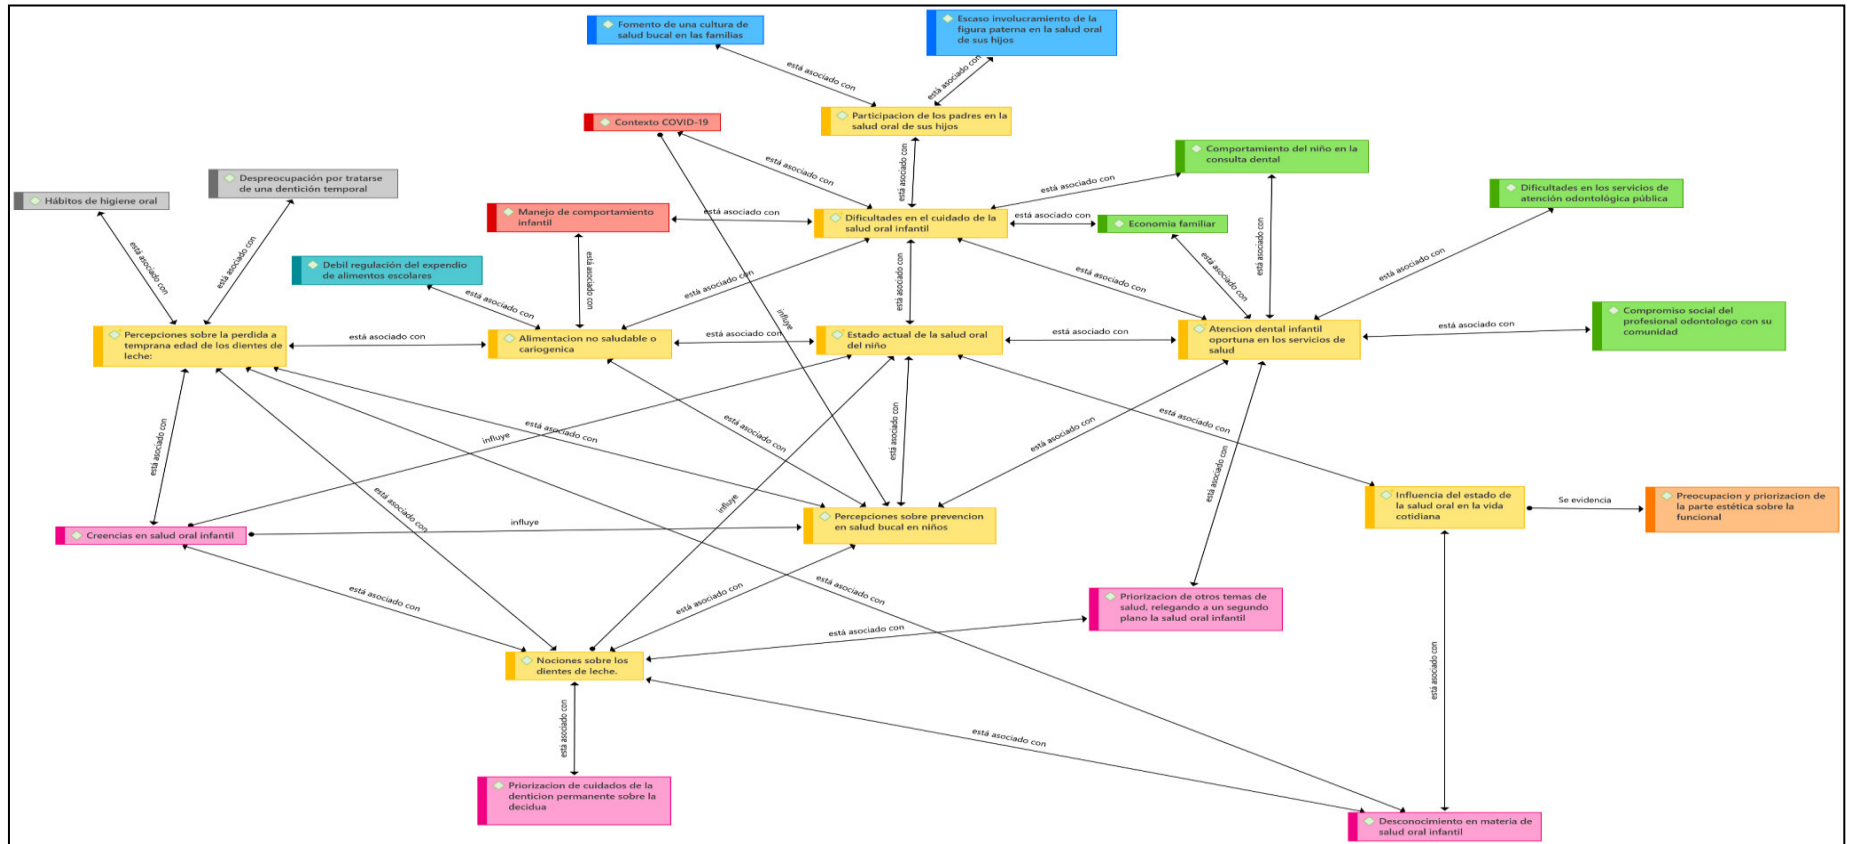 Fomento de una cultura de
salud bucal en las familias
Escaso involucramiento de la
figura paterna en la salud oral
de sus hijos
está asociado con
está asociado con
Contexto COVID-19
Participacion de los padres en la
salud oral de sus hijos
está asociado con
está asociado con
Comportamiento del niño en la
consulta dental
Hábitos de higiene oral
Despreocupación por tratarse
de una dentición temporal
está asociado con
Dificultades en los servicios de
atención odontológica pública
Manejo de comportamiento
infantil
está asociado con
Dificultades en el cuidado de la
salud oral infantil
está asociado con
Economia familiar
está asociado con
está asociado con
está asociado con
está asociado con
está asociado con
está asociado con
está asociado con
está asociado con
está asociado con
está asociado con
Debil regulación del expendio
de alimentos escolares
está asociado con
influye
Percepciones sobre la perdida a
temprana edad de los dientes de
leche:
está asociado con
Alimentacion no saludable o
cariogenica
está asociado con
Estado actual de la salud oral
del niño
está asociado con
Atencion dental infantil
oportuna en los servicios de
salud
está asociado con
Compromiso social del
profesional odontologo con su
comunidad
está asociado con
está asociado con
influye
está asociado con
está asociado con
está asociado con
está asociado con
está asociado con
está asociado con
influye
Creencias en salud oral infantil
influye
Percepciones sobre prevencion
en salud bucal en niños
Influencia del estado de
la salud oral en la vida
cotidiana
Se evidencia
Preocupacion y priorizacion de
la parte estética sobre la
funcional
está asociado con
está asociado con
está asociado con
está asociado con
Priorizacion de otros temas de
salud, relegando a un segundo
plano la salud oral infantil
está asociado con
Nociones sobre los
dientes de leche.
está asociado con
está asociado con
Priorizacion de cuidados de la
denticion permanente sobre la
decidua
Desconocimiento en materia de
salud oral infantil